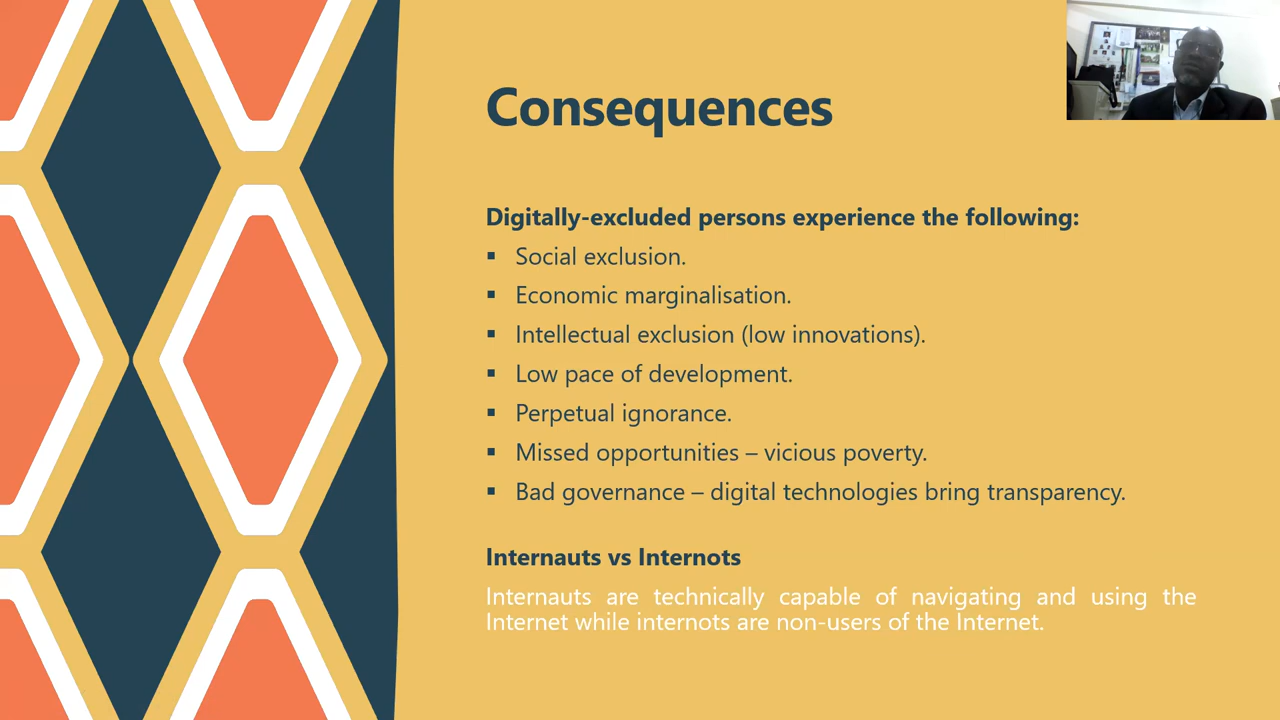 Consequences
Digitally-excluded persons experience the following:
▪ Social exclusion.
▪ Economic marginalisation.
▪ Intellectual exclusion (low innovations).
▪ Low pace of development.
▪ Perpetual ignorance.
▪ Missed opportunities – vicious poverty.
▪ Bad governance – digital technologies bring transparency.
Internauts vs Internots
Internauts are technically capable of navigating and using the
Internet while internots are non-users of the Internet.